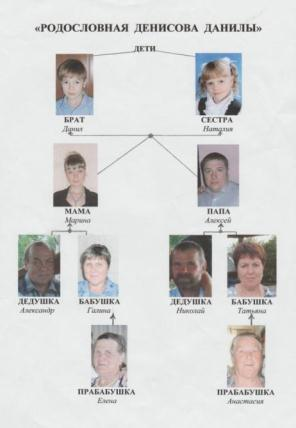 «РОДОСЛОВНАЯ ДЕНИСОВА ДАНИЛЫ»
ДЕТИ
БРАТ СЕСТРА
Данил Наталия
МАМА ПАПА
Марина Алексей
ДЕДУШКА БАБУШКА ДЕДУШКА БАБУШКА
Александр Галина Николай Татьяна
ПРАБАБУШКА ПРАБАБУШКА
Елена Анастасия